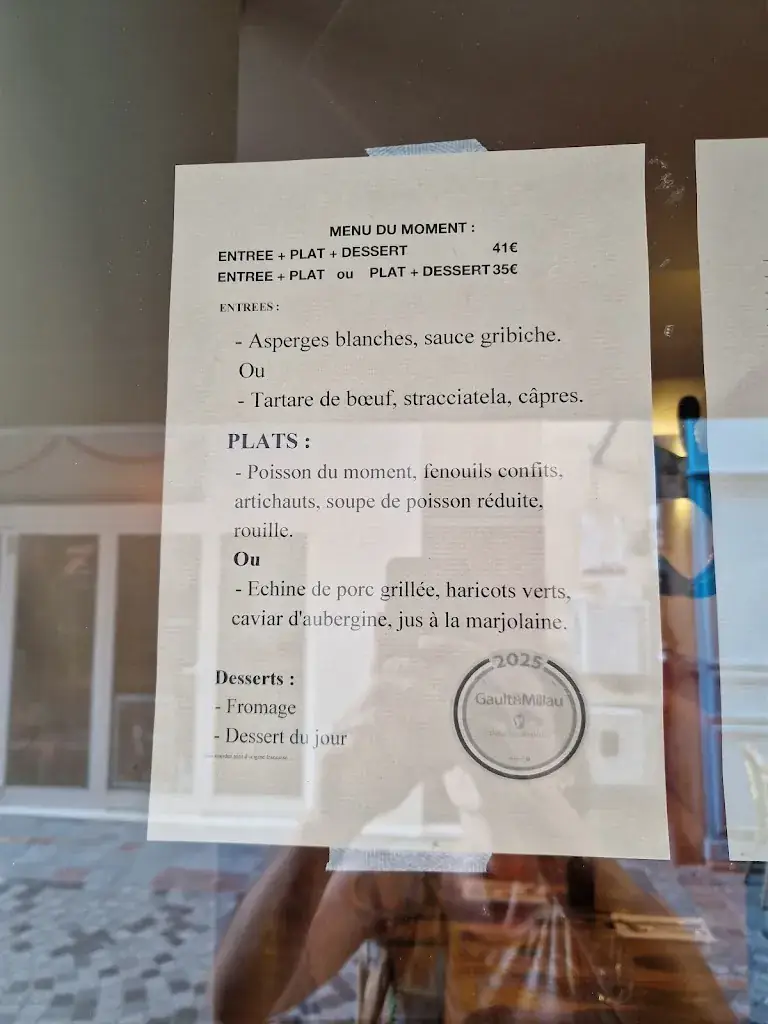 MENU DU MOMENT :
ENTREE + PLAT + DESSERT 41€
ENTREE + PLAT ou PLAT + DESSERT 35€
ENTREES :
- Asperges blanches, sauce gribiche.
Ou
- Tartare de bœuf, stracciatela, câpres.
PLATS :
- Poisson du moment, fenouils confits,
artichauts, soupe de poisson réduite,
rouille.
Ou
- Echine de porc grillée, haricots verts,
caviar d'aubergine, jus à la marjolaine.
Desserts :
- Fromage
- Dessert du jour
2025
Gault&Millau